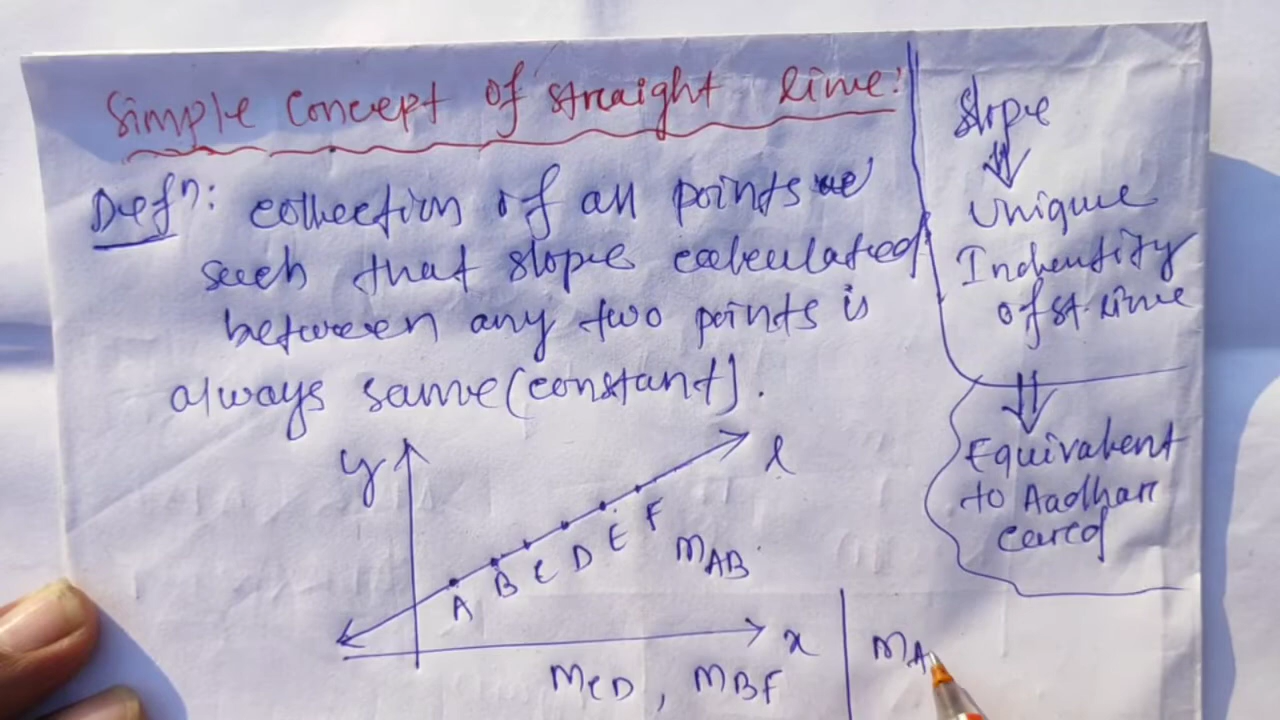 Simple Concept of straight line:
Defn: collection of all points
such that slope calculated
between any two points is
always same (constant).
y
l
A B C D E F
mAB
x
MCD, MBF
Slope
Unique
Indentity
of st. line
Equivalent
to Aadhar
Card
mA